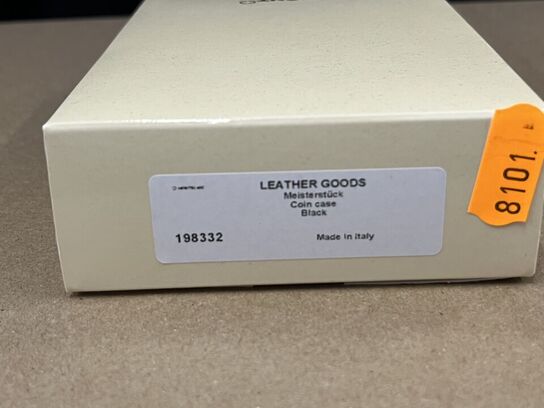 LEATHER GOODS
Meisterstück
Coin case
Black
198332
Made in Italy
8101.